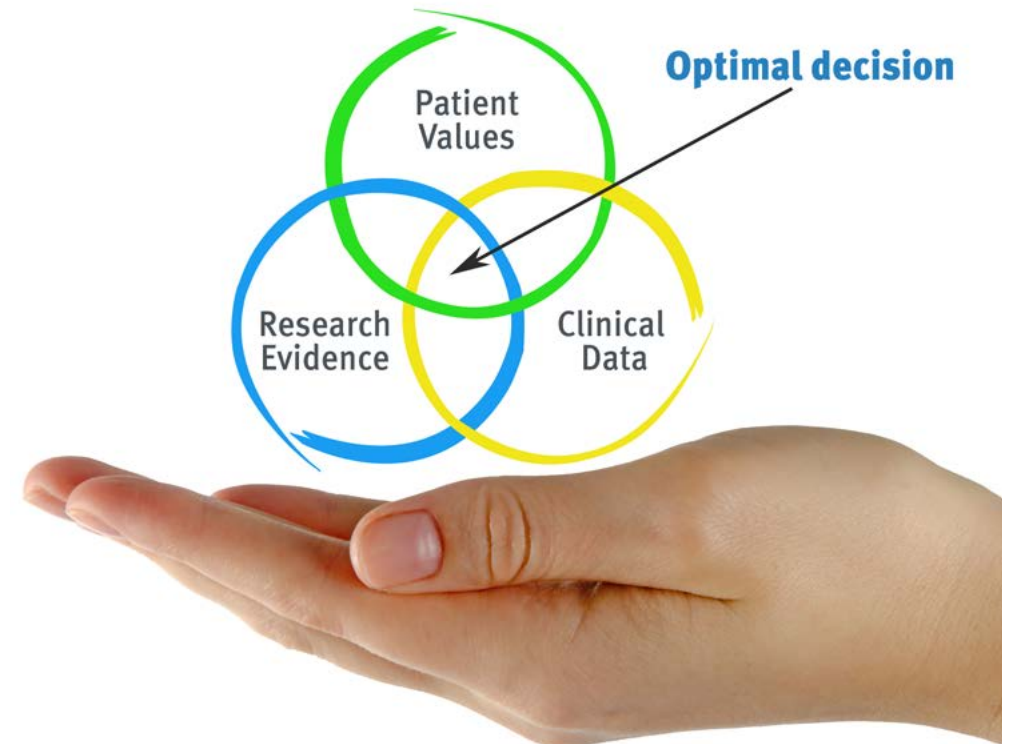 Optimal decision
Patient
Values
Research
Evidence
Clinical
Data